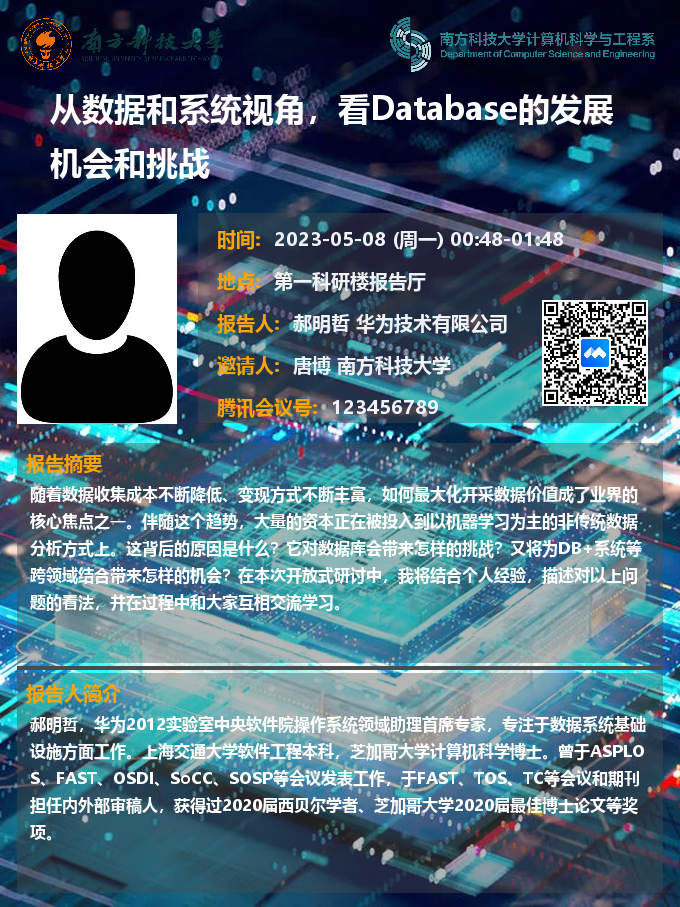 南方科技大学
SOUTHERN UNIVERSITY OF SCIENCE AND TECHNOLOGY
南方科技大学计算机科学与工程系
Department of Computer Science and Engineering
从数据和系统视角，看Database的发展
机会和挑战
时间: 2023-05-08 (周一) 00:48-01:48
地点: 第一科研楼报告厅
报告人: 郝明哲 华为技术有限公司
邀请人: 唐博 南方科技大学
腾讯会议号: 123456789
报告摘要
随着数据收集成本不断降低、变现方式不断丰富，如何最大化开采数据价值成了业界的
核心焦点之一。伴随这个趋势，大量的资本正在被投入到以机器学习为主的非传统数据
分析方式上。这背后的原因是什么？它对数据库会带来怎样的挑战？又将为DB+系统等
跨领域结合带来怎样的机会？在本次开放式研讨中，我将结合个人经验，描述对以上问
题的看法，并在过程中和大家互相交流学习。
报告人简介
郝明哲，华为2012实验室中央软件院操作系统领域助理首席专家，专注于数据系统基础
设施方面工作。上海交通大学软件工程本科，芝加哥大学计算机科学博士。曾于ASPLO
S、FAST、OSDI、SoCC、SOSP等会议发表工作，于FAST、TOS、TC等会议和期刊
担任内外部审稿人，获得过2020届西贝尔学者、芝加哥大学2020届最佳博士论文等奖
项。